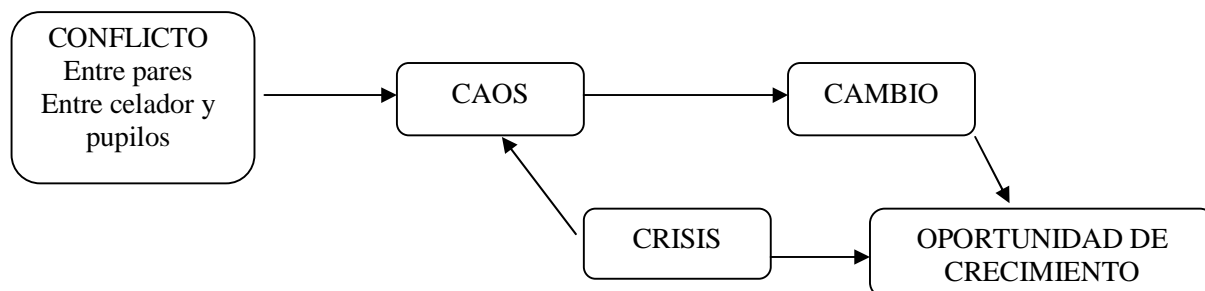 CONFLICTO
Entre pares
Entre celador y
pupilos
CAOS
CAMBIO
CRISIS
OPORTUNIDAD DE
CRECIMIENTO